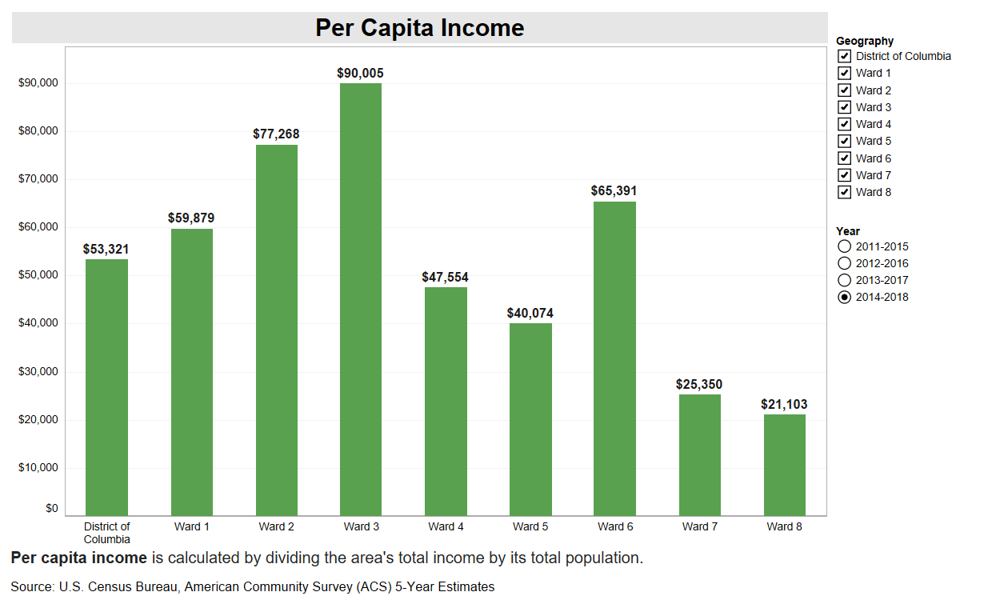 Per Capita Income
$90,000
$80,000
$70,000
$60,000
$50,000
$40,000
$30,000
$20,000
$10,000
$0
$53,321
$59,879
$77,268
$90,005
$47,554
$40,074
$65,391
$25,350
$21,103
District of
Columbia
Ward 1
Ward 2
Ward 3
Ward 4
Ward 5
Ward 6
Ward 7
Ward 8
Geography
District of Columbia
Ward 1
Ward 2
Ward 3
Ward 4
Ward 5
Ward 6
Ward 7
Ward 8
Year
2011-2015
2012-2016
2013-2017
2014-2018
Per capita income is calculated by dividing the area's total income by its total population.
Source: U.S. Census Bureau, American Community Survey (ACS) 5-Year Estimates